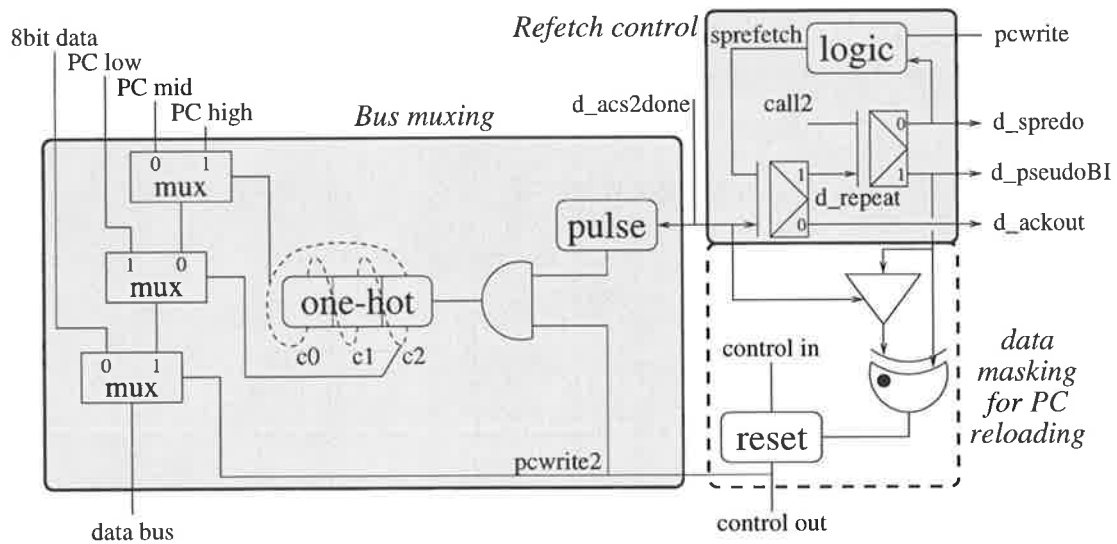 Refetch control
8bit data
PC low
PC mid
PC high
Bus muxing
d_acs2done
sprefetch
logic
pcwrite
call2
0
d_spredo
1
d_pseudoBI
1
d_repeat
0
d_ackout
0 1
mux
pulse
1 0
mux
one-hot
c0 c1 c2
0 1
mux
control in
data
masking
for PC
reloading
reset
pcwrite2
data bus
control out